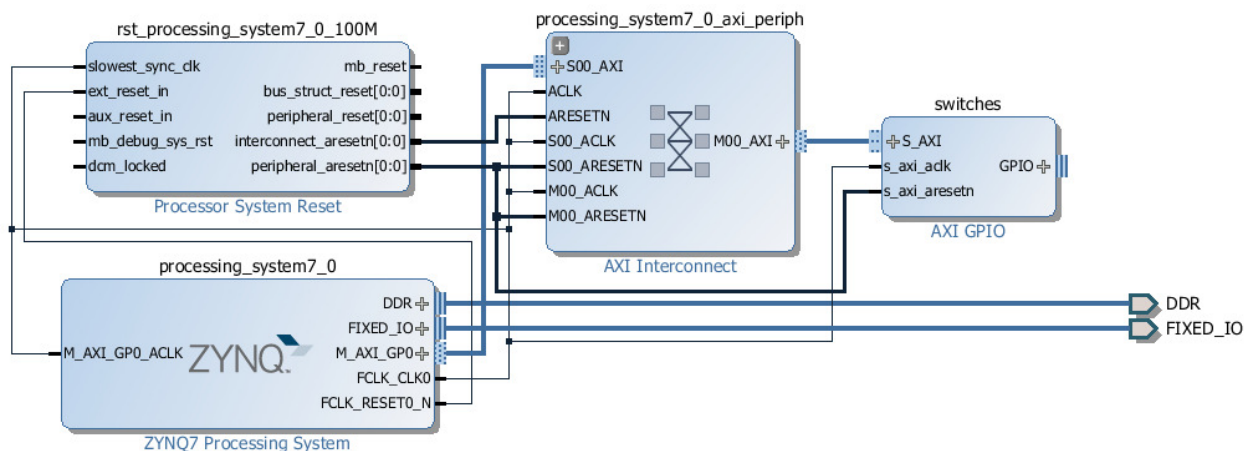 rst_processing_system7_0_100M
slowest_sync_clk
ext_reset_in
aux_reset_in
mb_debug_sys_rst
dcm_locked
mb_reset
bus_struct_reset[0:0]
peripheral_reset[0:0]
interconnect_aresetn[0:0]
peripheral_aresetn[0:0]
Processor System Reset
processing_system7_0_axi_periph
S00_AXI
ACLK
ARESETN
S00_ACLK
S00_ARESETN
M00_ACLK
M00_ARESETN
M00_AXI
AXI Interconnect
switches
S_AXI
s_axi_aclk
s_axi_aresetn
GPIO
AXI GPIO
processing_system7_0
M_AXI_GP0_ACLK
ZYNQ
DDR
FIXED_IO
M_AXI_GP0
FCLK_CLK0
FCLK_RESET0_N
ZYNQ7 Processing System
DDR
FIXED_IO